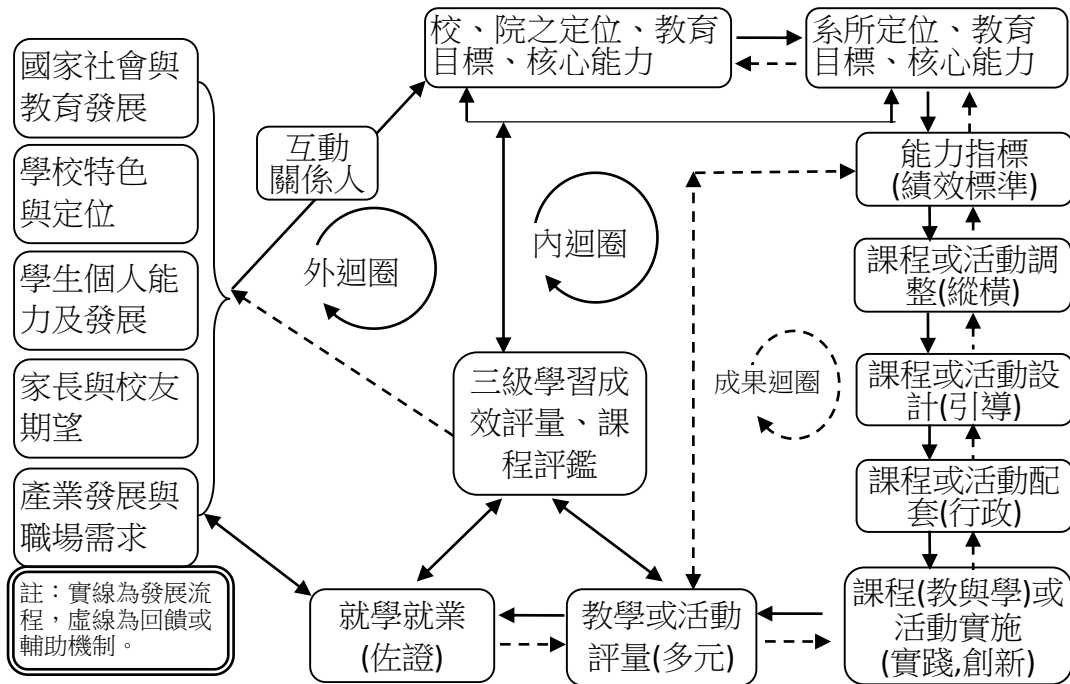 國家社會與
教育發展
學校特色
與定位
學生個人能
力及發展
家長與校友
期望
產業發展與
職場需求
註：實線為發展流
程，虛線為回饋或
輔助機制。
互動
關係人
校、院之定位、教育
目標、核心能力
系所定位、教育
目標、核心能力
能力指標
(績效標準)
課程或活動調
整(縱橫)
課程或活動設
計(引導)
課程或活動配
套(行政)
課程(教與學)或
活動實施
(實踐,創新)
教學或活動
評量(多元)
就學就業
(佐證)
三級學習成
效評量、課
程評鑑
外迴圈
內迴圈
成果迴圈